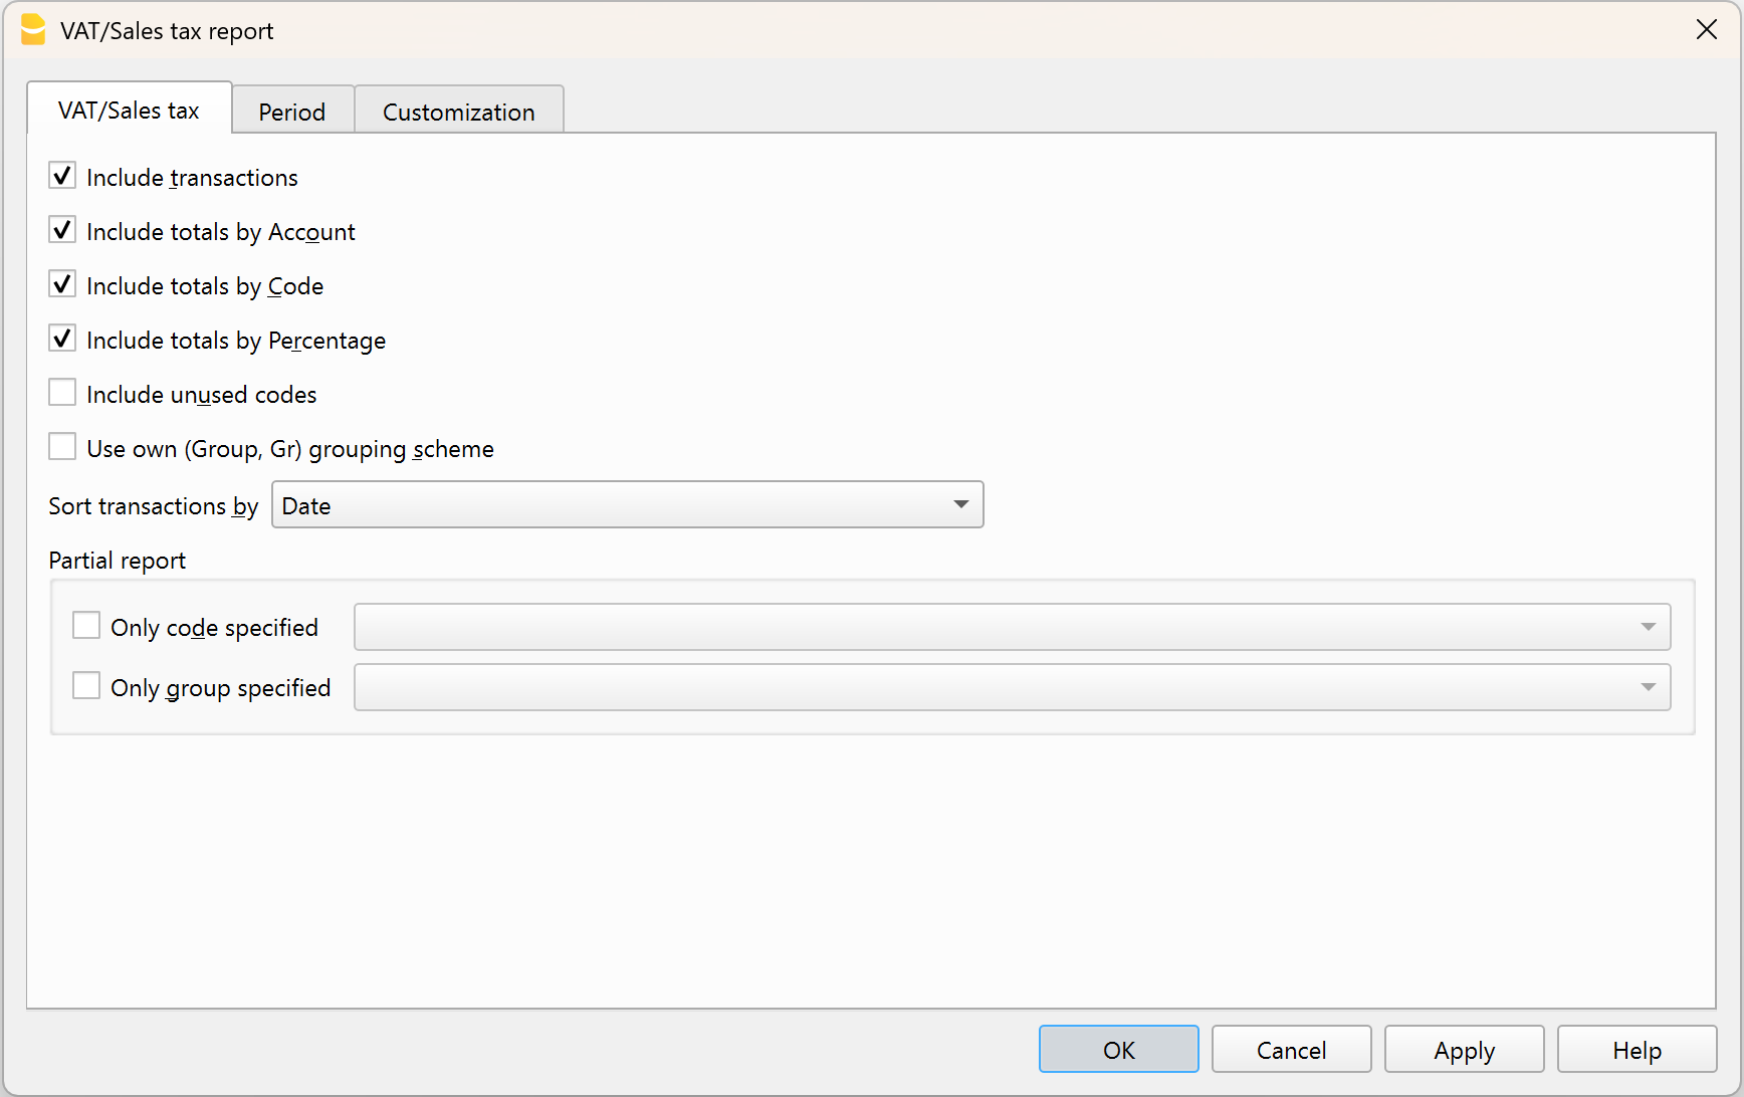 VAT/Sales tax report
VAT/Sales tax
Period
Customization
Include transactions
Include totals by Account
Include totals by Code
Include totals by Percentage
Include unused codes
Use own (Group, Gr) grouping scheme
Sort transactions by
Date
Partial report
Only code specified
Only group specified
OK
Cancel
Apply
Help